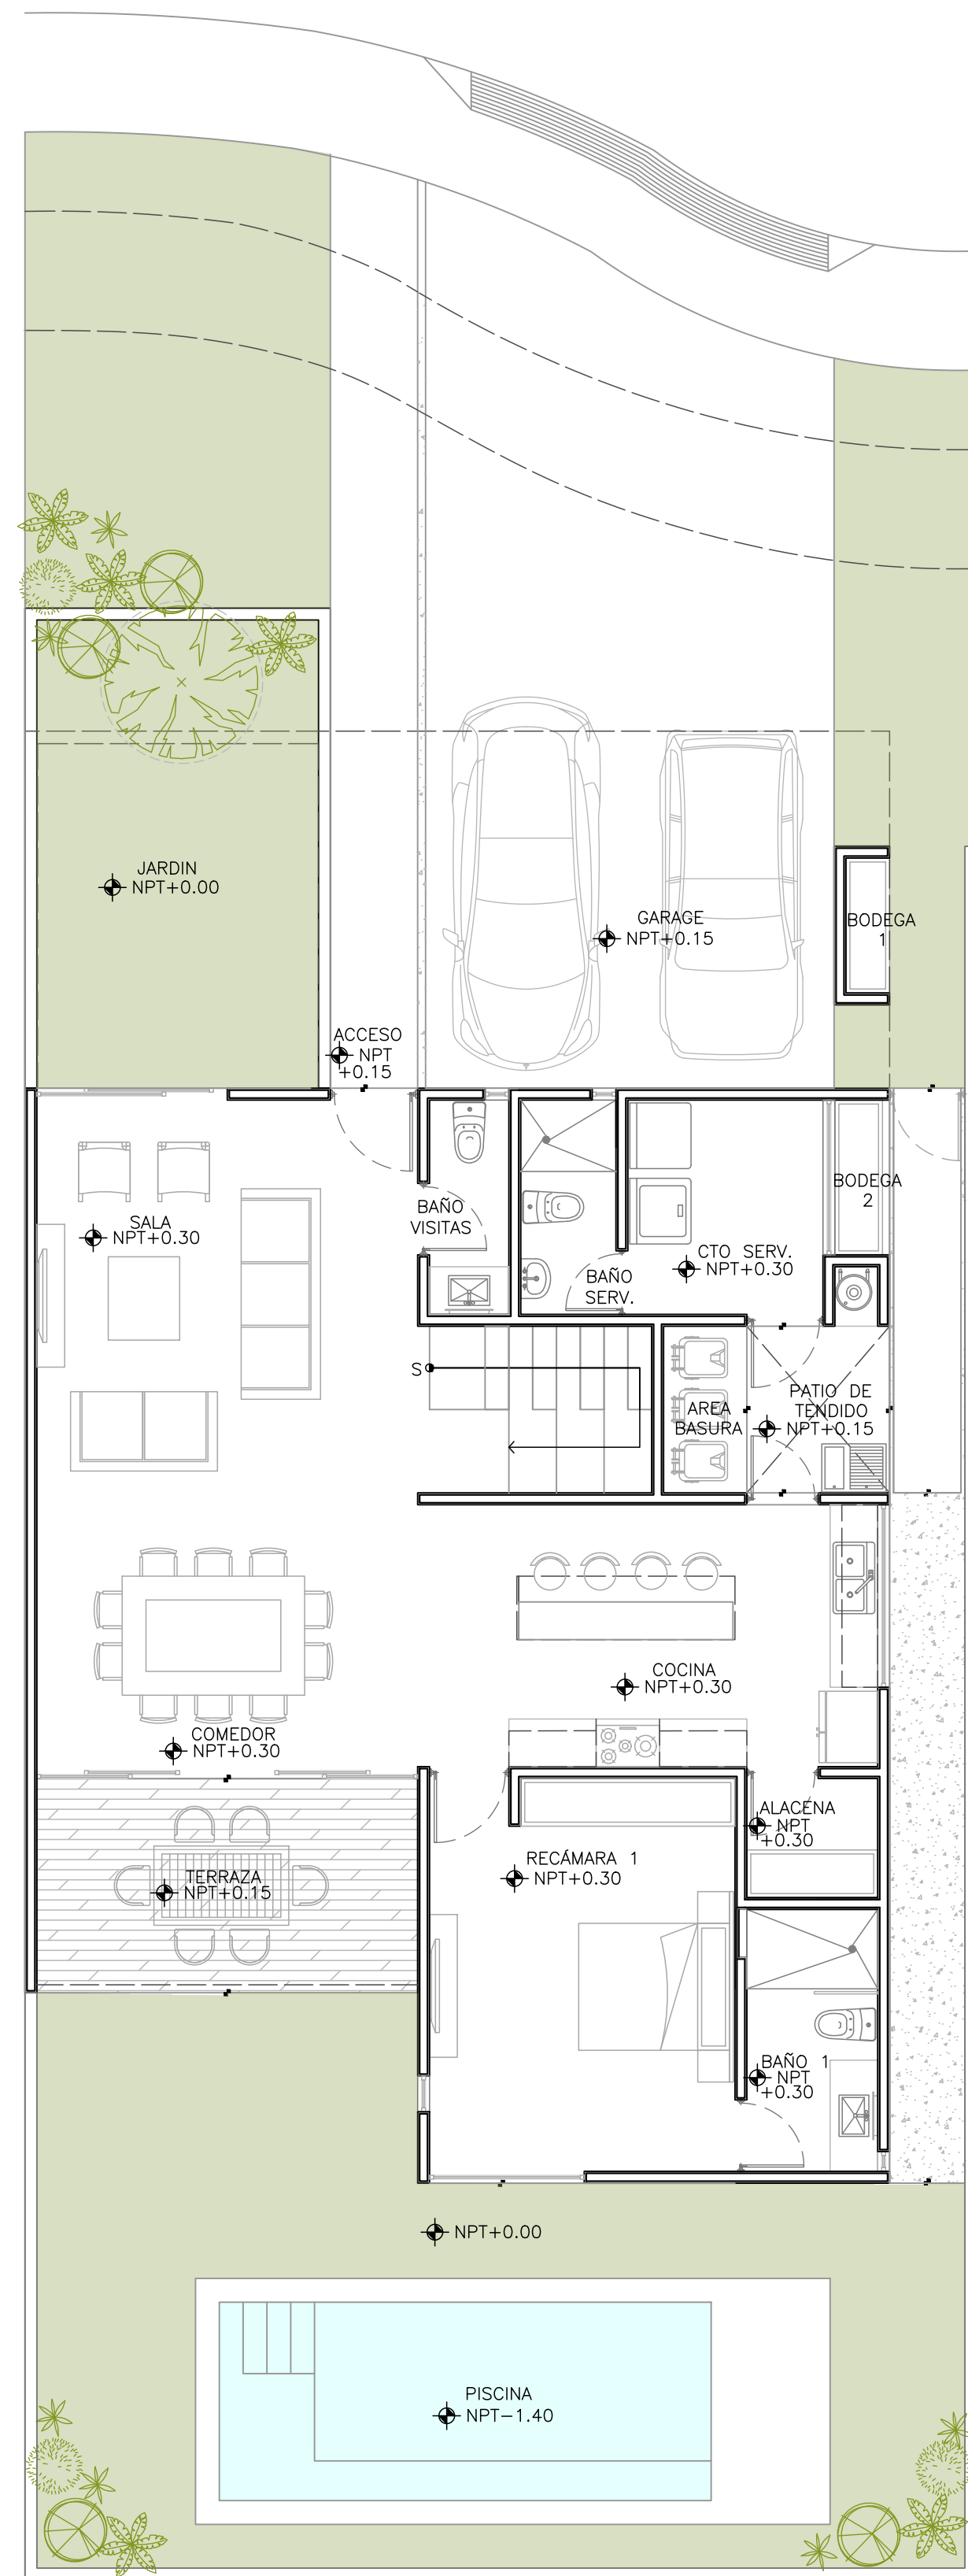 JARDIN
NPT+0.00
GARAGE
NPT+0.15
BODEGA
1
ACCESO
NPT
+0.15
BAÑO
VISITAS
BODEGA
2
SALA
NPT+0.30
CTO SERV.
NPT+0.30
BAÑO
SERV.
S
PATIO DE
TENDIDO
NPT+0.15
AREA
BASURA
COCINA
NPT+0.30
COMEDOR
NPT+0.30
ALACENA
NPT
+0.30
RECÁMARA 1
NPT+0.30
TERRAZA
NPT+0.15
BAÑO 1
NPT
+0.30
NPT+0.00
PISCINA
NPT-1.40